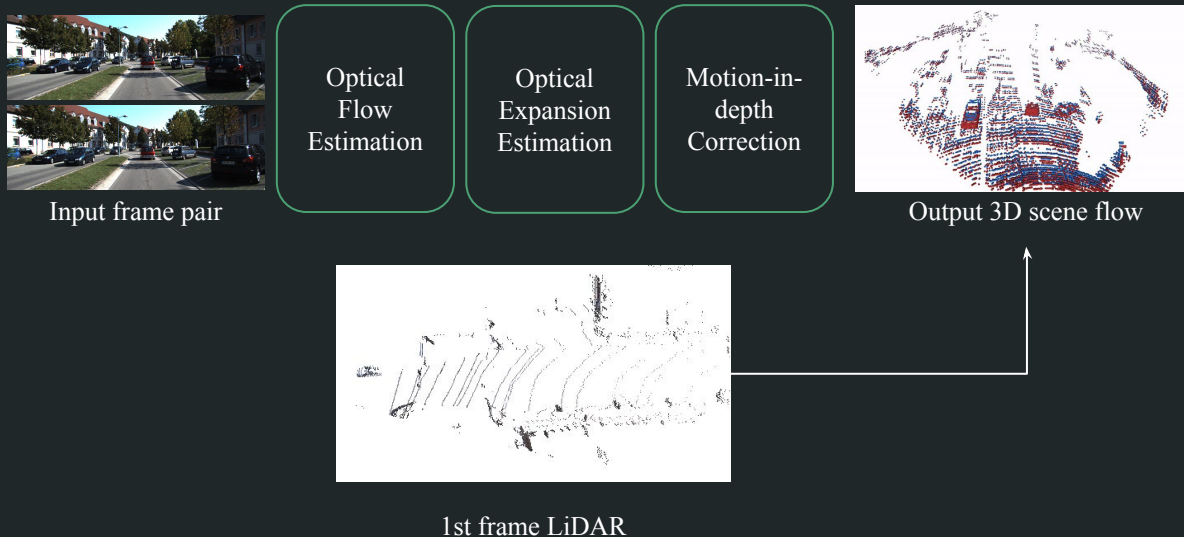 Optical
Flow
Estimation
Optical
Expansion
Estimation
Motion-in-
depth
Correction
Input frame pair
Output 3D scene flow
1st frame LiDAR